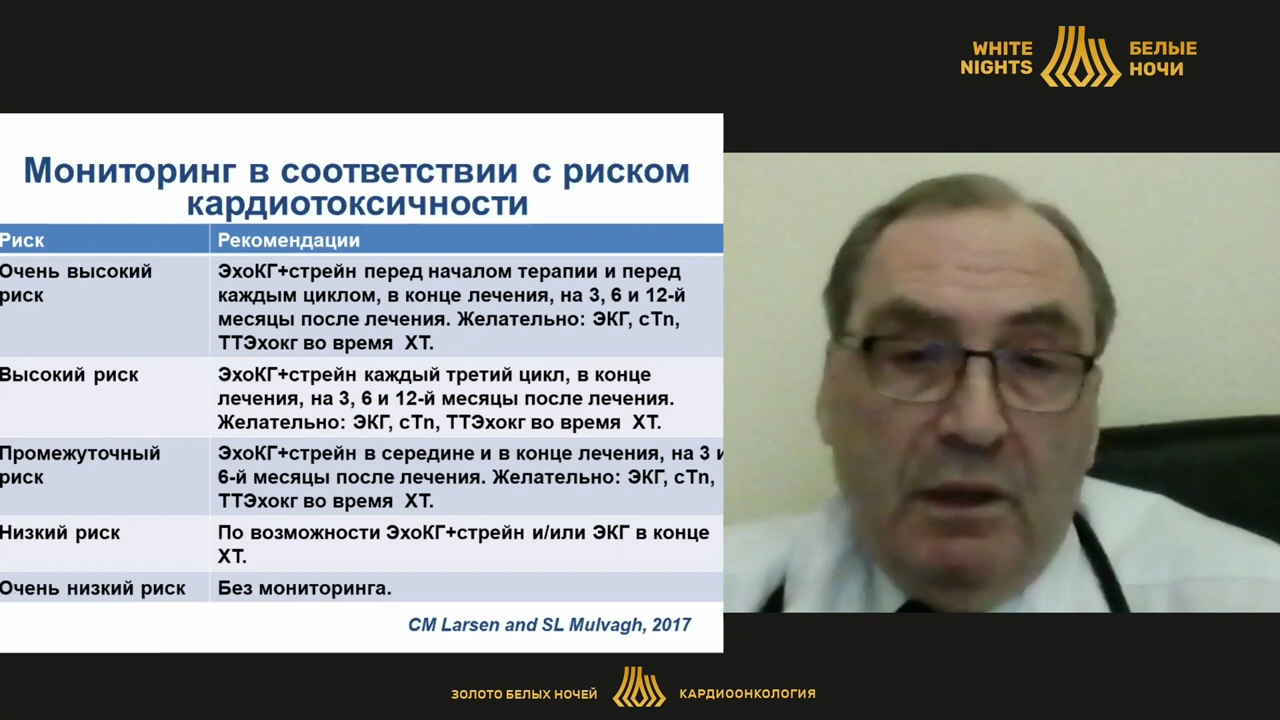 WHITE
NIGHTS
БЕЛЫЕ
НОЧИ
Мониторинг в соответствии с риском
кардиотоксичности
Риск
Рекомендации
Очень высокий
риск
ЭхоКГ+стрейн перед началом терапии и перед
каждым циклом, в конце лечения, на 3, 6 и 12-й
месяцы после лечения. Желательно: ЭКГ, cTn,
ТТЭхокг во время ХТ.
Высокий риск
ЭхоКГ+стрейн каждый третий цикл, в конце
лечения, на 3, 6 и 12-й месяцы после лечения.
Желательно: ЭКГ, cTn, ТТЭхокг во время ХТ.
Промежуточный
риск
ЭхоКГ+стрейн в середине и в конце лечения, на 3 и
6-й месяцы после лечения. Желательно: ЭКГ, cTn,
ТТЭхокг во время ХТ.
Низкий риск
По возможности ЭхоКГ+стрейн и/или ЭКГ в конце
ХТ.
Очень низкий риск
Без мониторинга.
CM Larsen and SL Mulvagh, 2017
ЗОЛОТО БЕЛЫХ НОЧЕЙ
КАРДИООНКОЛОГИЯ